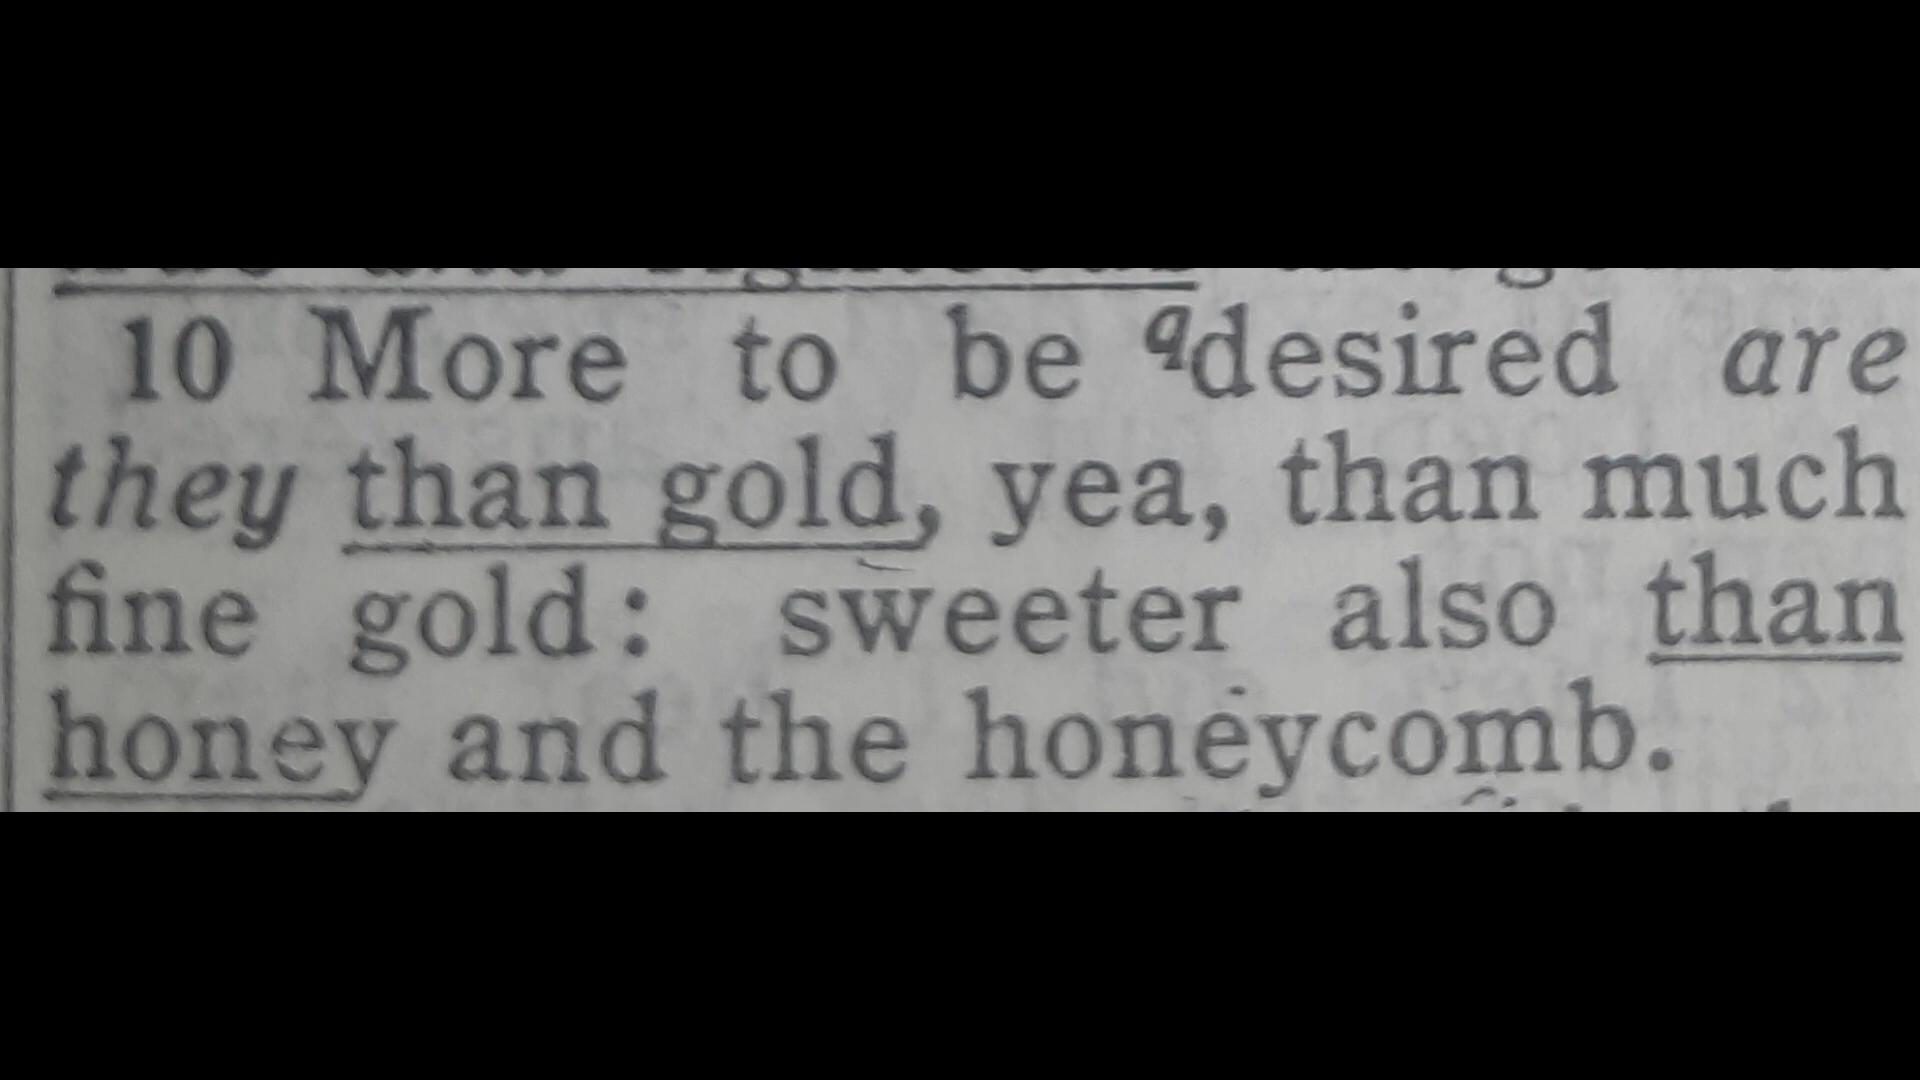 10 More to be qdesired are
they than gold, yea, than much
fine gold: sweeter also than
honey and the honeycomb.